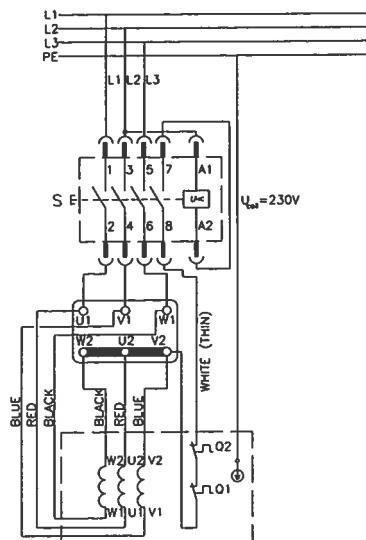 L1
L2
L3
PE
L1 L2 L3
1 3 5 7 A1
S E U< U coil =230V
2 4 6 8 A2
U1 V1 W1
W2 U2 V2
WHITE (THIN)
BLUE
RED
BLACK
BLACK
RED
BLUE
W2 U2 V2
Q2
Q1
W1 U1 V1